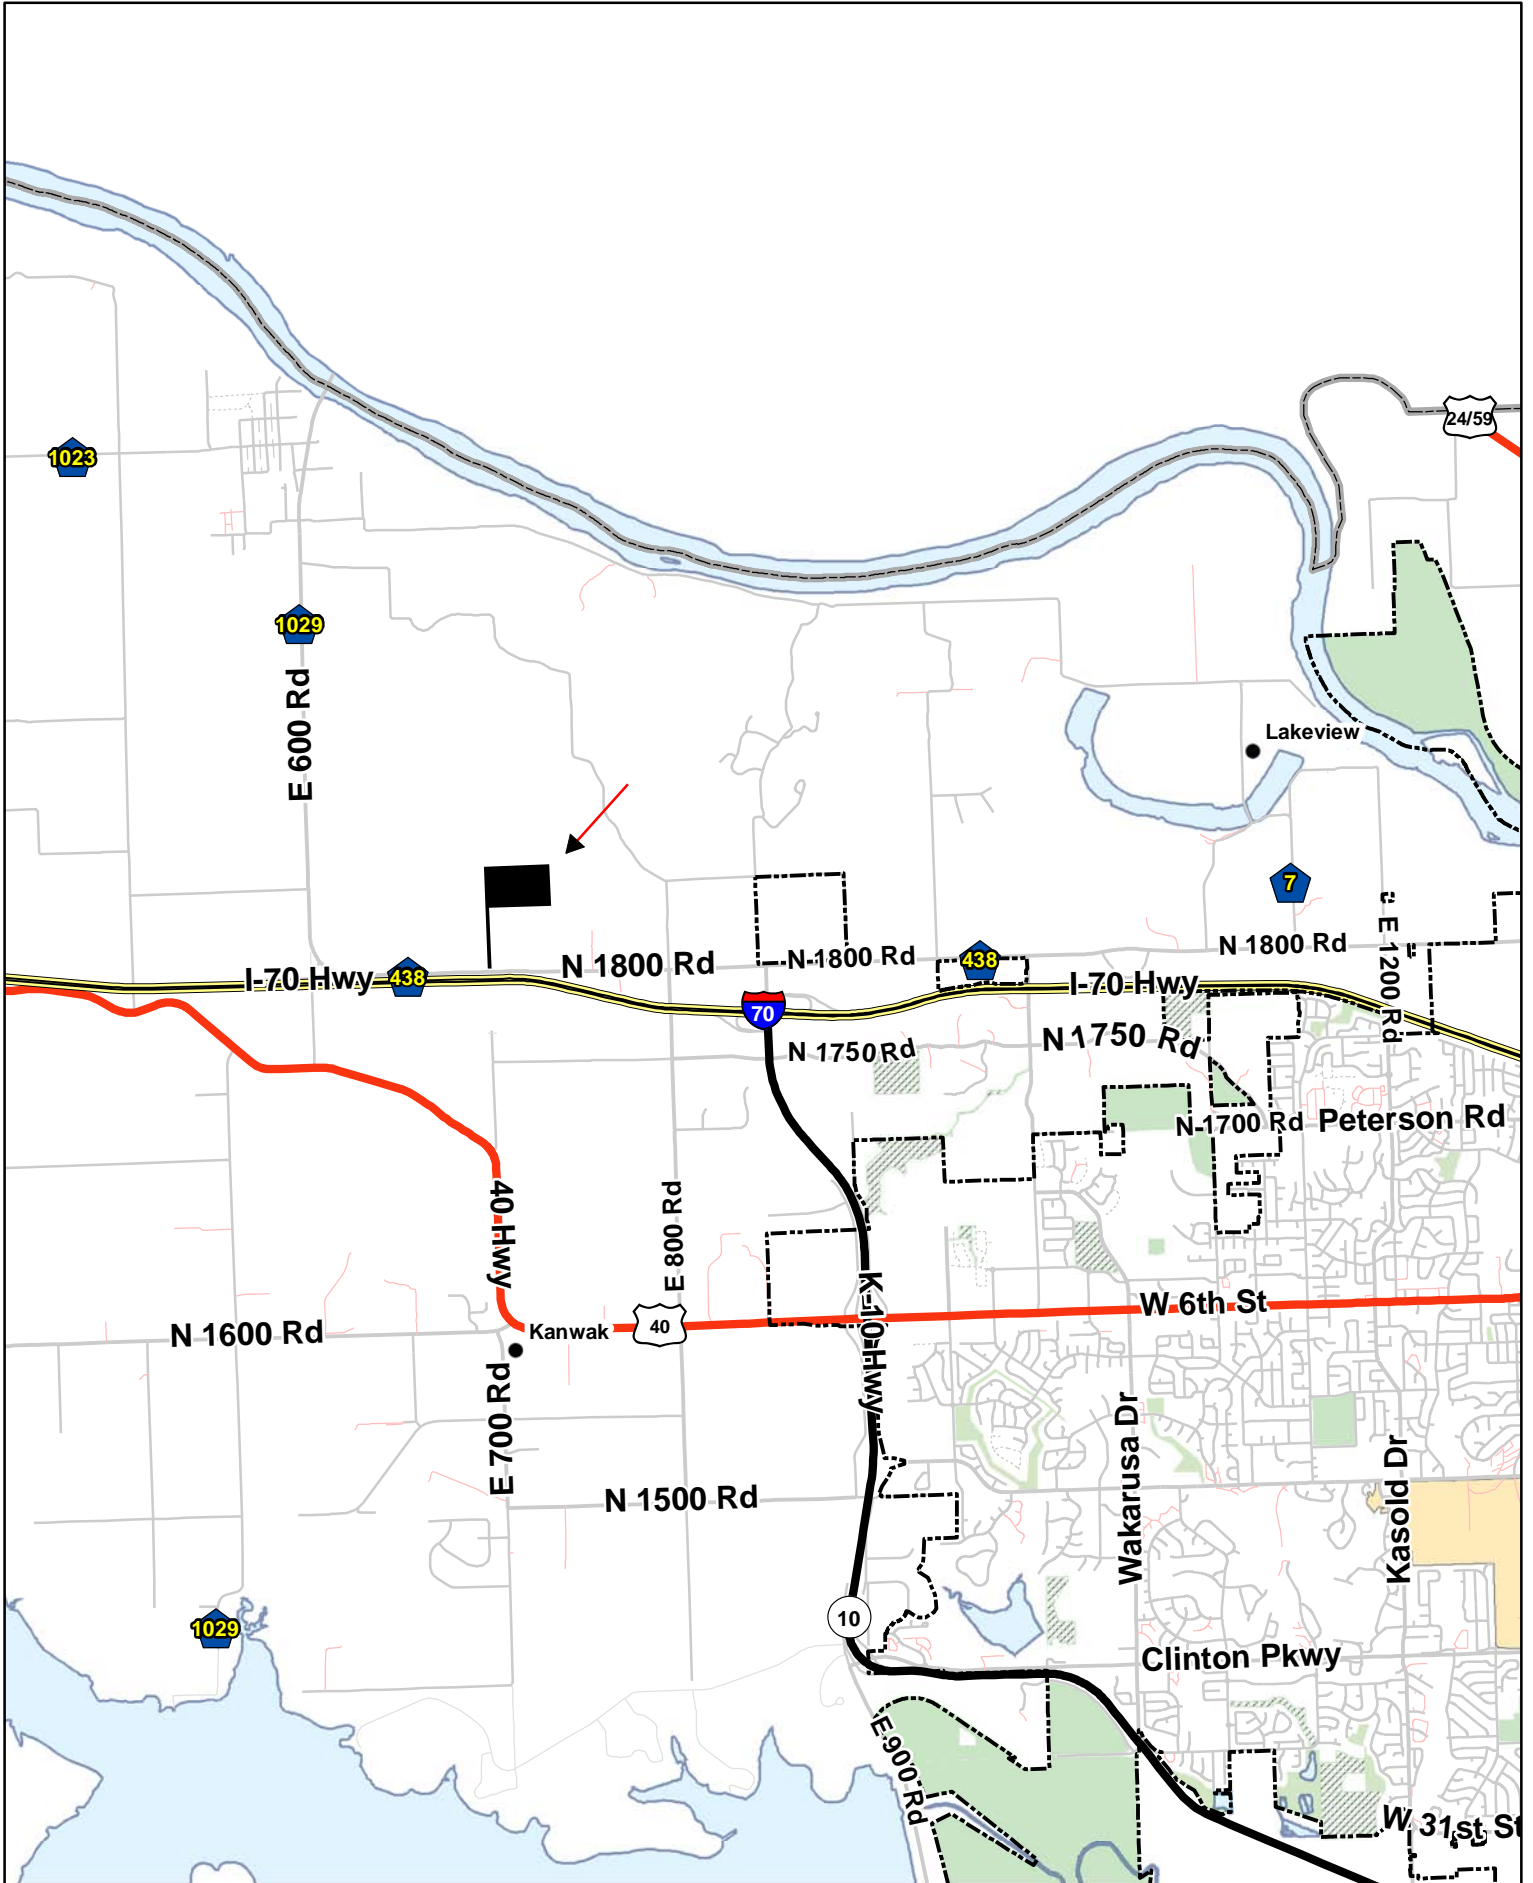 24/59
1023
1029
E 600 Rd
Lakeview
7
E 1200 Rd
N 1800 Rd
N 1800 Rd
N 1800 Rd
438
438
I-70 Hwy
I-70 Hwy
70
N 1750 Rd
N 1750 Rd
N 1700 Rd
Peterson Rd
40 Hwy
E 800 Rd
K-10 Hwy
W 6th St
N 1600 Rd
Kanwak
40
E 700 Rd
Wakarusa Dr
Kasold Dr
N 1500 Rd
10
1029
Clinton Pkwy
E 900 Rd
W 31st St